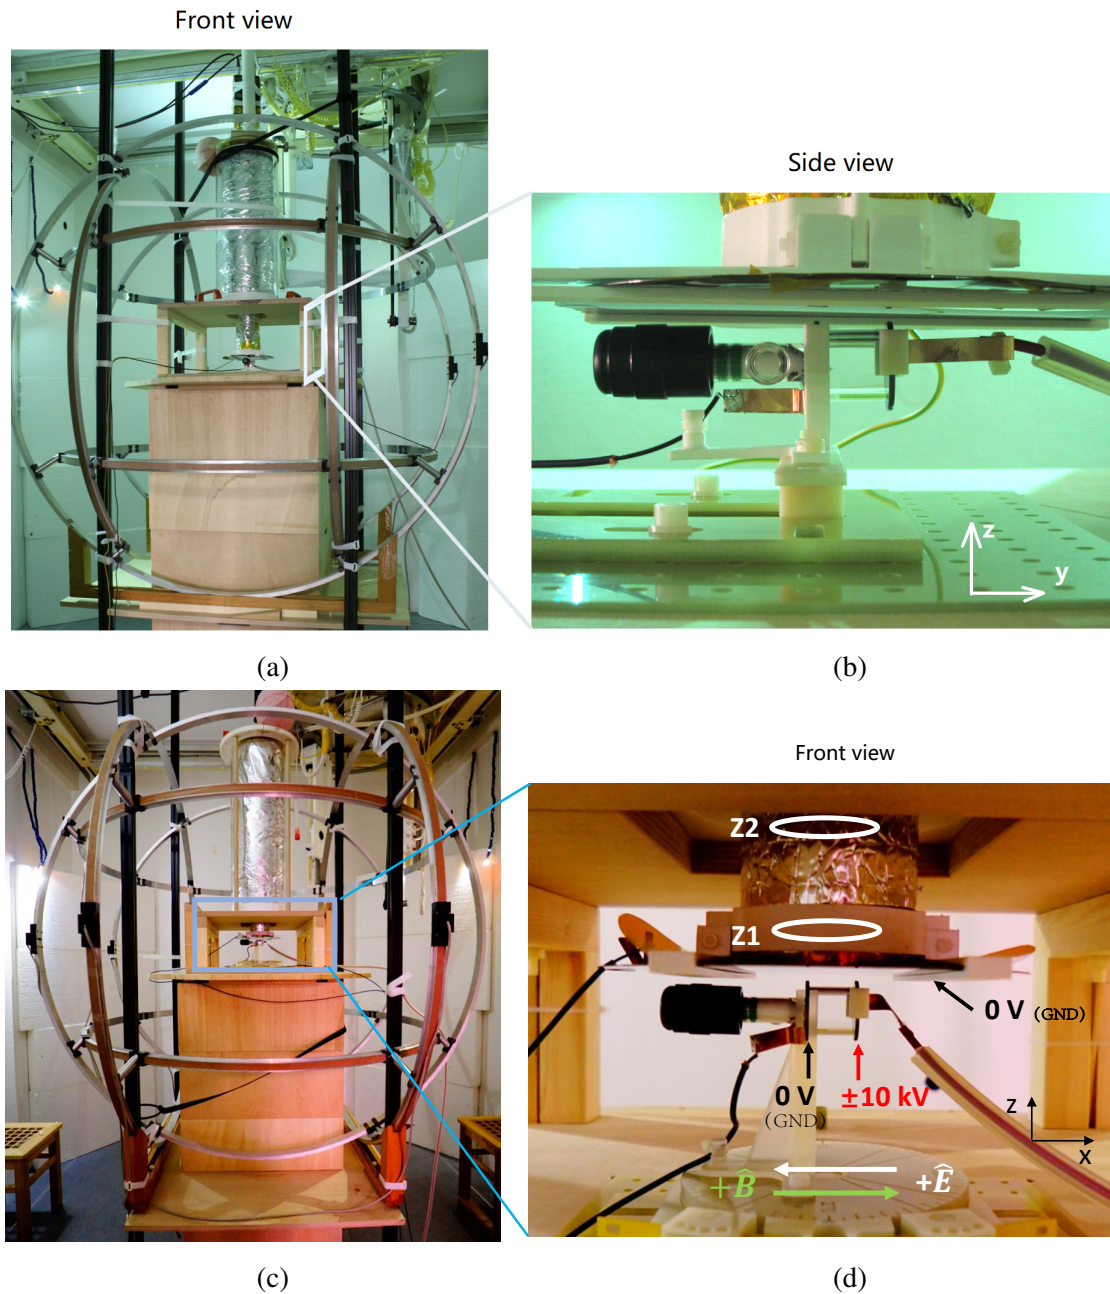 Front view
Side view
z
y
(a)
(b)
Front view
Z2
Z1
0 V (GND)
0 V
(GND)
±10 kV
z
x
+B̂
+Ê
(c)
(d)